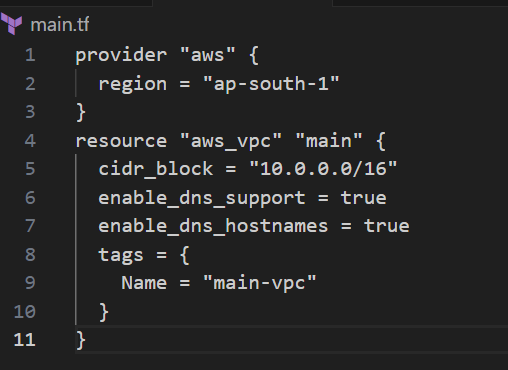 main.tf
1 provider "aws" {
2   region = "ap-south-1"
3 }
4 resource "aws_vpc" "main" {
5   cidr_block = "10.0.0.0/16"
6   enable_dns_support = true
7   enable_dns_hostnames = true
8   tags = {
9     Name = "main-vpc"
10   }
11 }